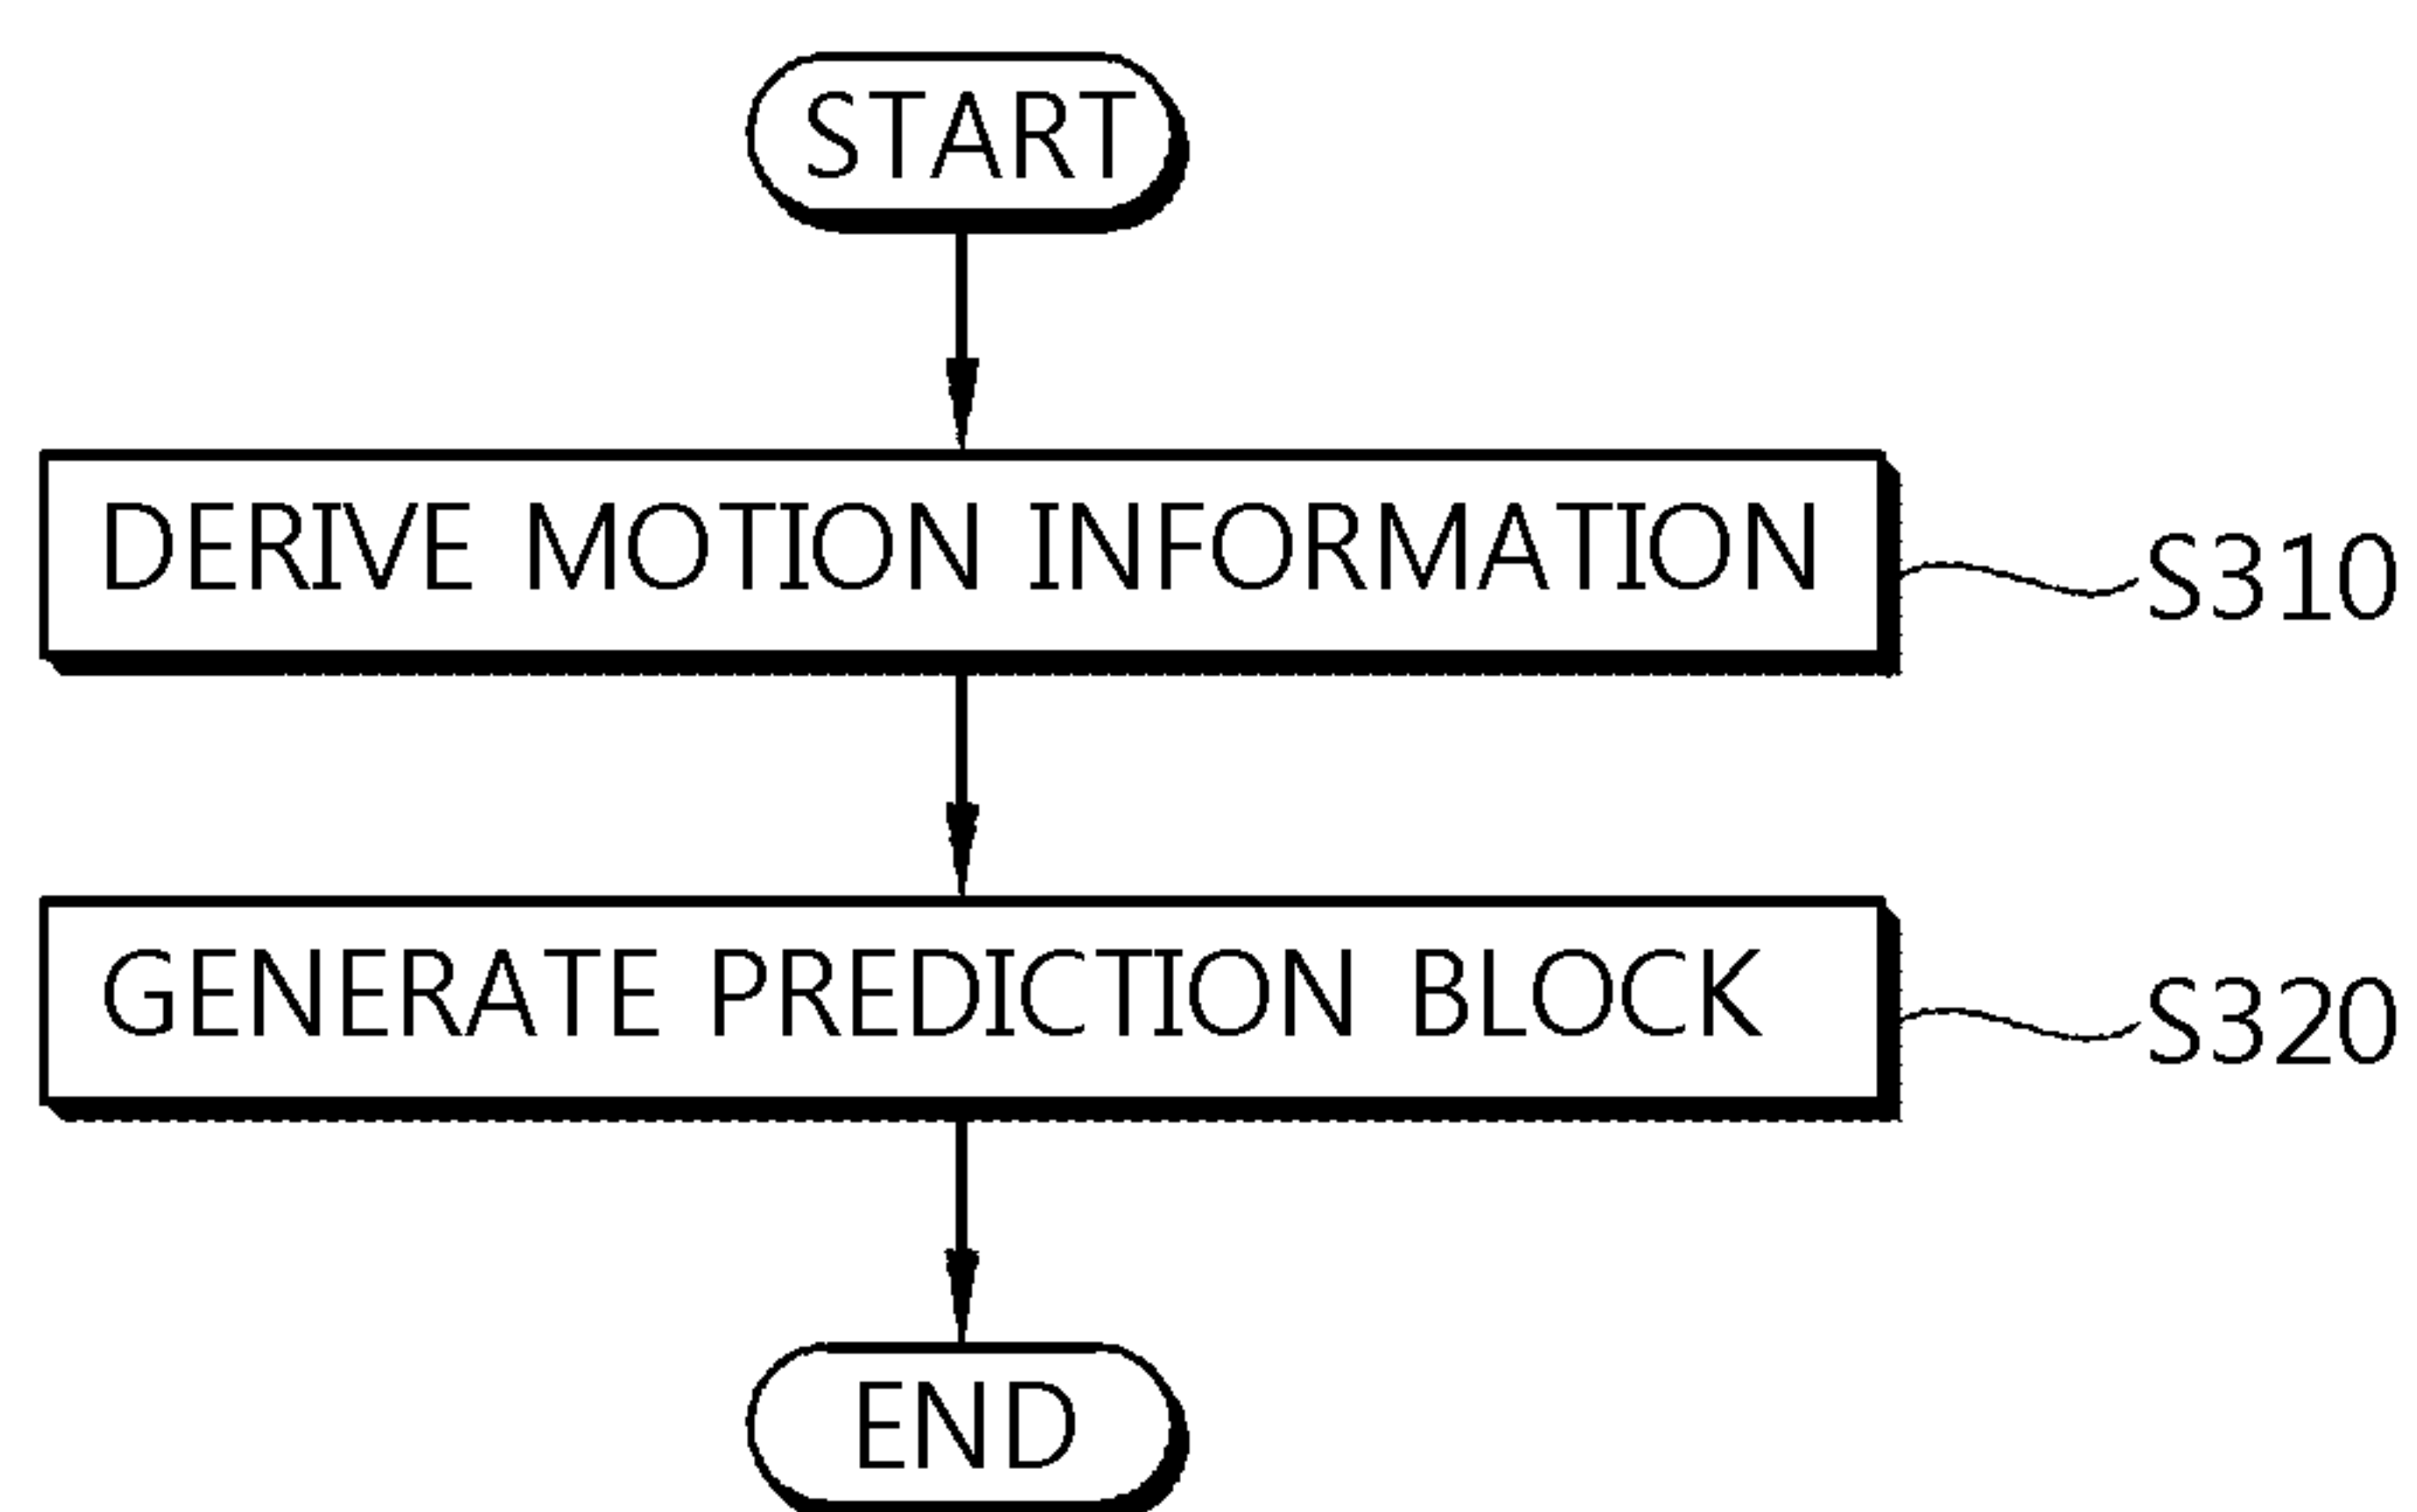 START
DERIVE MOTION INFORMATION
S310
GENERATE PREDICTION BLOCK
S320
END